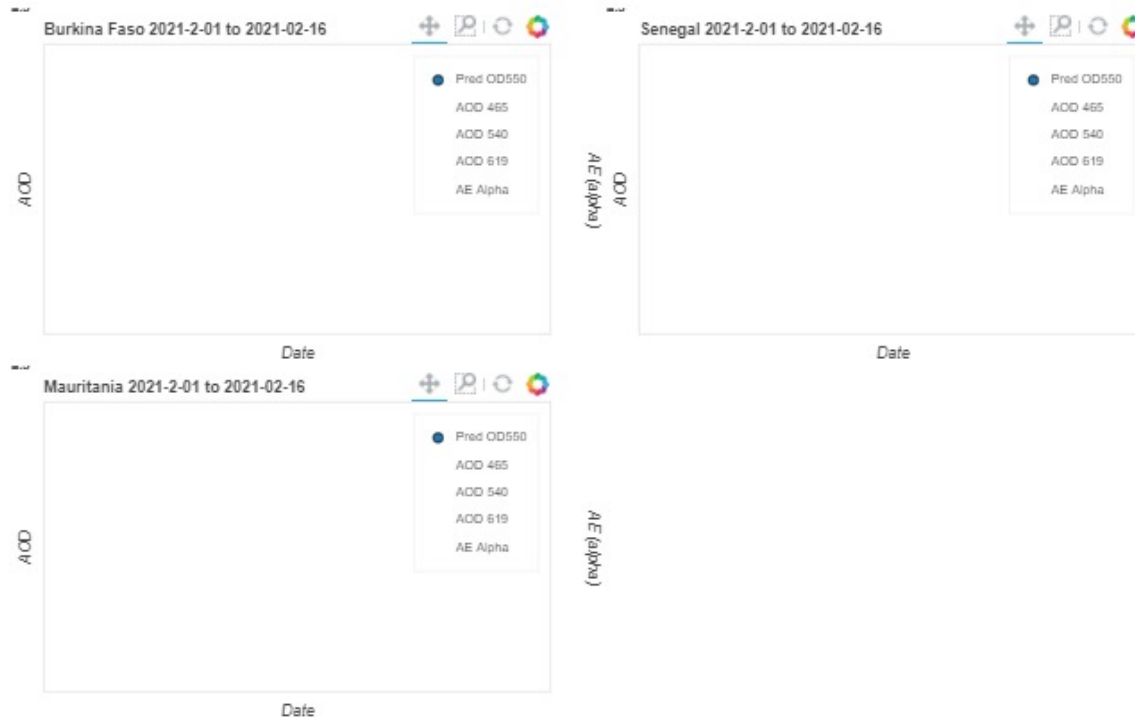 Burkina Faso 2021-2-01 to 2021-02-16
Pred OD550
AOD 465
AOD 540
AOD 619
AE Alpha
AOD
AE (alpha)
Date
Senegal 2021-2-01 to 2021-02-16
Pred OD550
AOD 465
AOD 540
AOD 619
AE Alpha
AOD
Date
Mauritania 2021-2-01 to 2021-02-16
Pred OD550
AOD 465
AOD 540
AOD 619
AE Alpha
AOD
AE (alpha)
Date